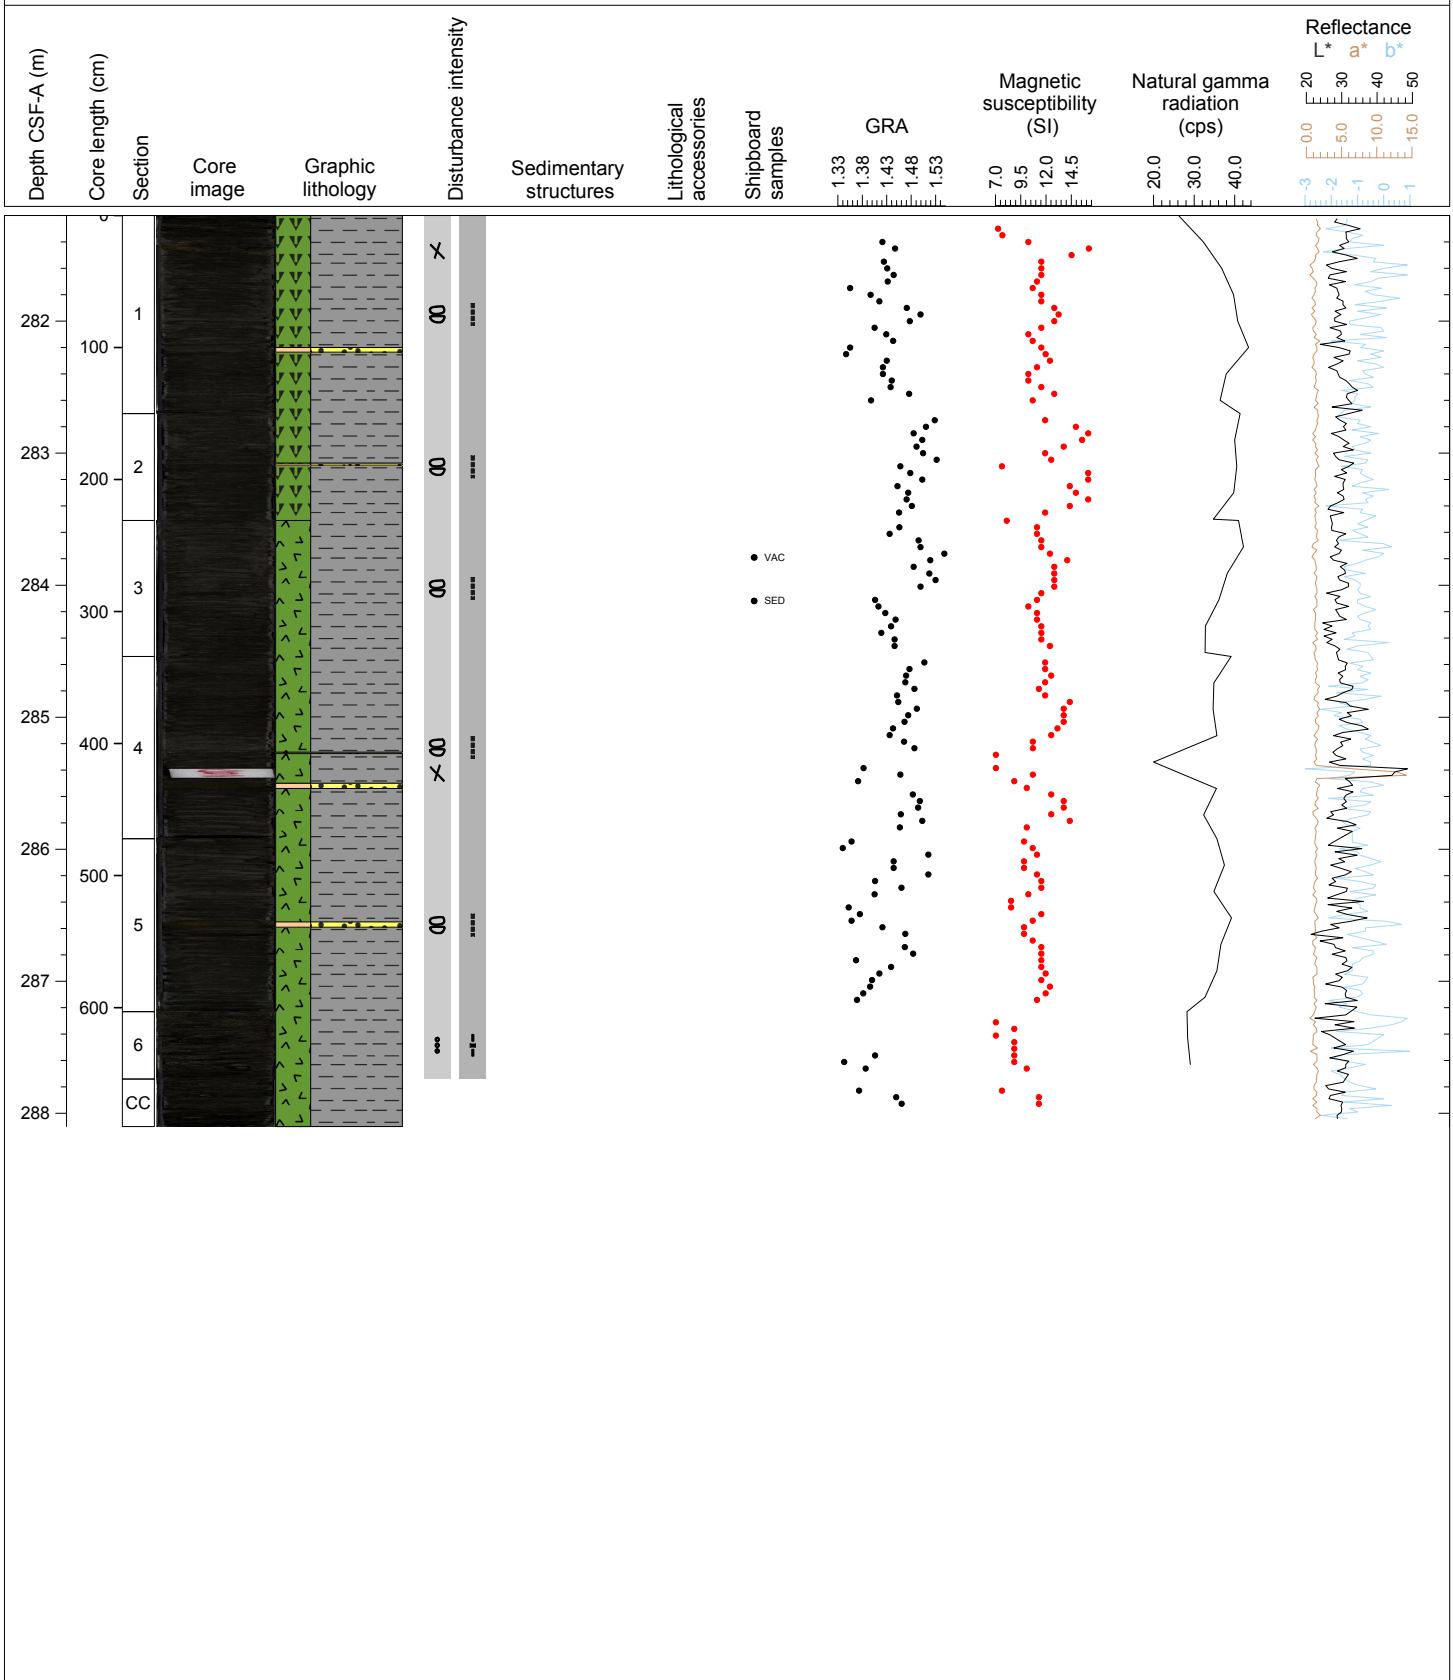 Depth CSF-A (m)
Core length (cm)
Section
Core
image
Graphic
lithology
Disturbance intensity
Sedimentary
structures
Lithological
accessories
Shipboard
samples
GRA
1.33 1.38 1.43 1.48 1.53
Magnetic
susceptibility
(SI)
7.0 9.5 12.0 14.5
Natural gamma
radiation
(cps)
20.0 30.0 40.0
Reflectance
L* a* b*
20 30 40 50
0.0 5.0 10.0 15.0
-3 -2 -1 0 1
0
1
282
100
2
283
200
VAC
3
284
SED
300
285
4
400
286
500
5
287
600
6
CC
288